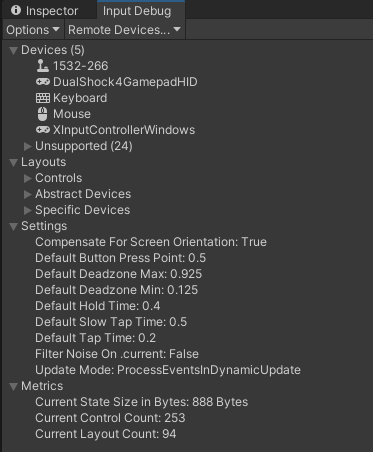 Inspector
Input Debug
Options
Remote Devices...
Devices (5)
1532-266
DualShock4GamepadHID
Keyboard
Mouse
XInputControllerWindows
Unsupported (24)
Layouts
Controls
Abstract Devices
Specific Devices
Settings
Compensate For Screen Orientation: True
Default Button Press Point: 0.5
Default Deadzone Max: 0.925
Default Deadzone Min: 0.125
Default Hold Time: 0.4
Default Slow Tap Time: 0.5
Default Tap Time: 0.2
Filter Noise On .current: False
Update Mode: ProcessEventsInDynamicUpdate
Metrics
Current State Size in Bytes: 888 Bytes
Current Control Count: 253
Current Layout Count: 94